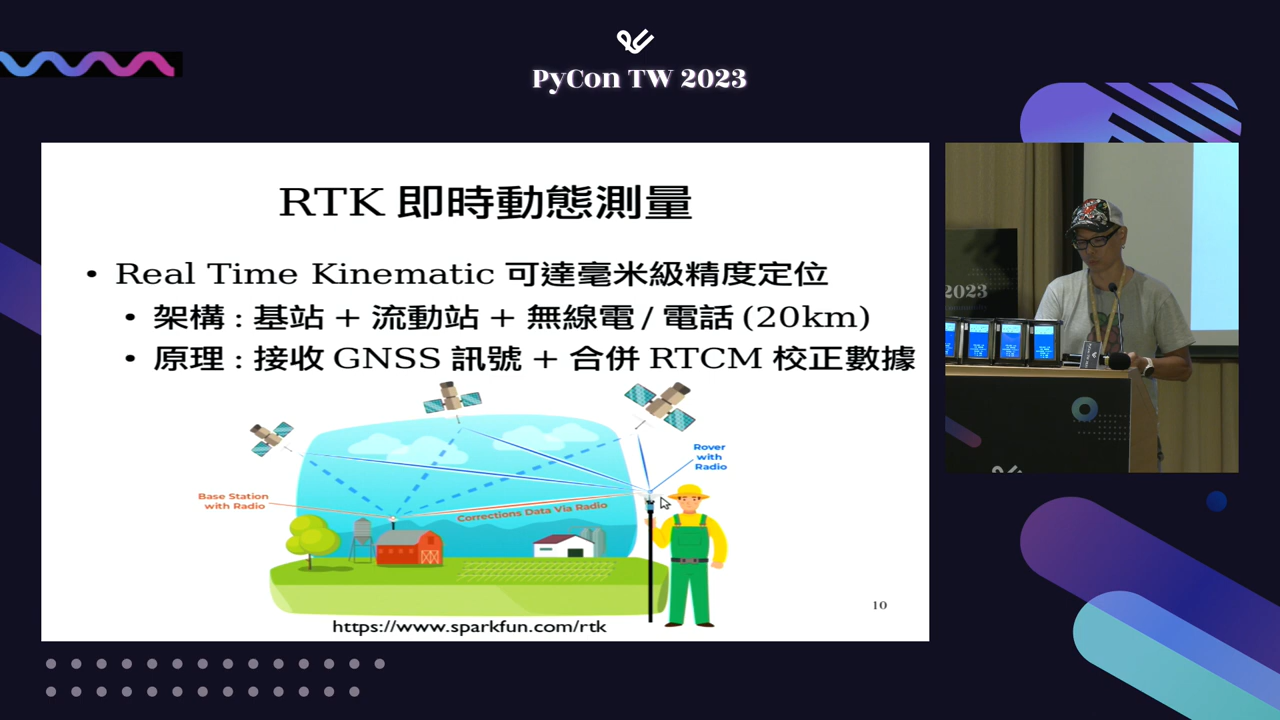 PyCon TW 2023
RTK 即時動態測量
• Real Time Kinematic 可達毫米級精度定位
• 架構 : 基站 + 流動站 + 無線電 / 電話 (20km)
• 原理 : 接收 GNSS 訊號 + 合併 RTCM 校正數據
Rover
with
Radio
Base Station
with Radio
Corrections Data Via Radio
10
https://www.sparkfun.com/rtk
2023